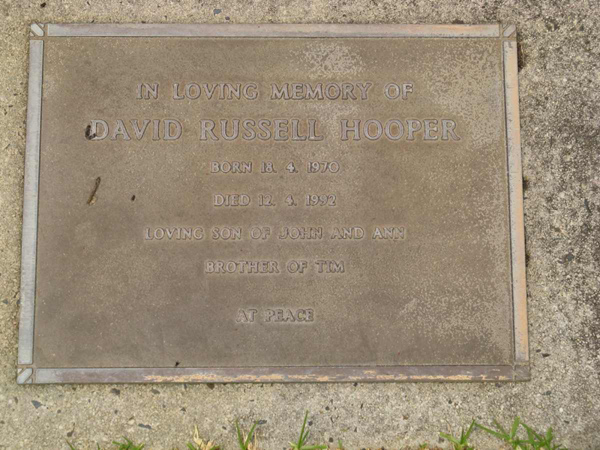 IN LOVING MEMORY OF
DAVID RUSSELL HOOPER
BORN 18. 4. 1970
DIED 12. 4. 1992
LOVING SON OF JOHN AND ANN
BROTHER OF TIM
AT PEACE